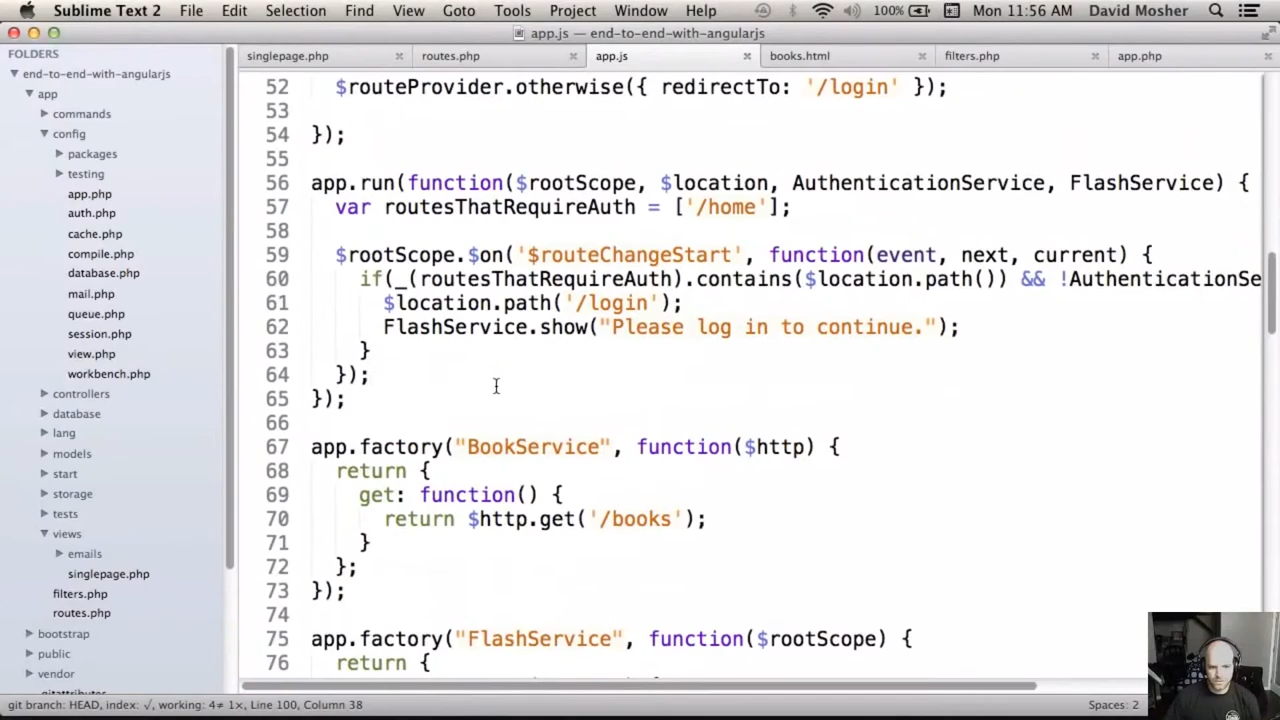 Sublime Text 2 File Edit Selection Find View Goto Tools Project Window Help 100% Mon 11:56 AM David Mosher
app.js — end-to-end-with-angularjs
FOLDERS
end-to-end-with-angularjs
app
commands
config
packages
testing
app.php
auth.php
cache.php
compile.php
database.php
mail.php
queue.php
session.php
view.php
workbench.php
controllers
database
lang
models
start
storage
tests
views
emails
singlepage.php
filters.php
routes.php
bootstrap
public
vendor
.gitattributes
singlepage.php routes.php app.js books.html filters.php app.php
52 $routeProvider.otherwise({ redirectTo: '/login' });
53
54 });
55
56 app.run(function($rootScope, $location, AuthenticationService, FlashService) {
57 var routesThatRequireAuth = ['/home'];
58
59 $rootScope.$on('$routeChangeStart', function(event, next, current) {
60 if(_(routesThatRequireAuth).contains($location.path()) && !AuthenticationSe
61 $location.path('/login');
62 FlashService.show("Please log in to continue.");
63 }
64 });
65 });
66
67 app.factory("BookService", function($http) {
68 return {
69 get: function() {
70 return $http.get('/books');
71 }
72 };
73 });
74
75 app.factory("FlashService", function($rootScope) {
76 return {
git branch: HEAD, index: √, working: 4≠ 1×, Line 100, Column 38
Spaces: 2